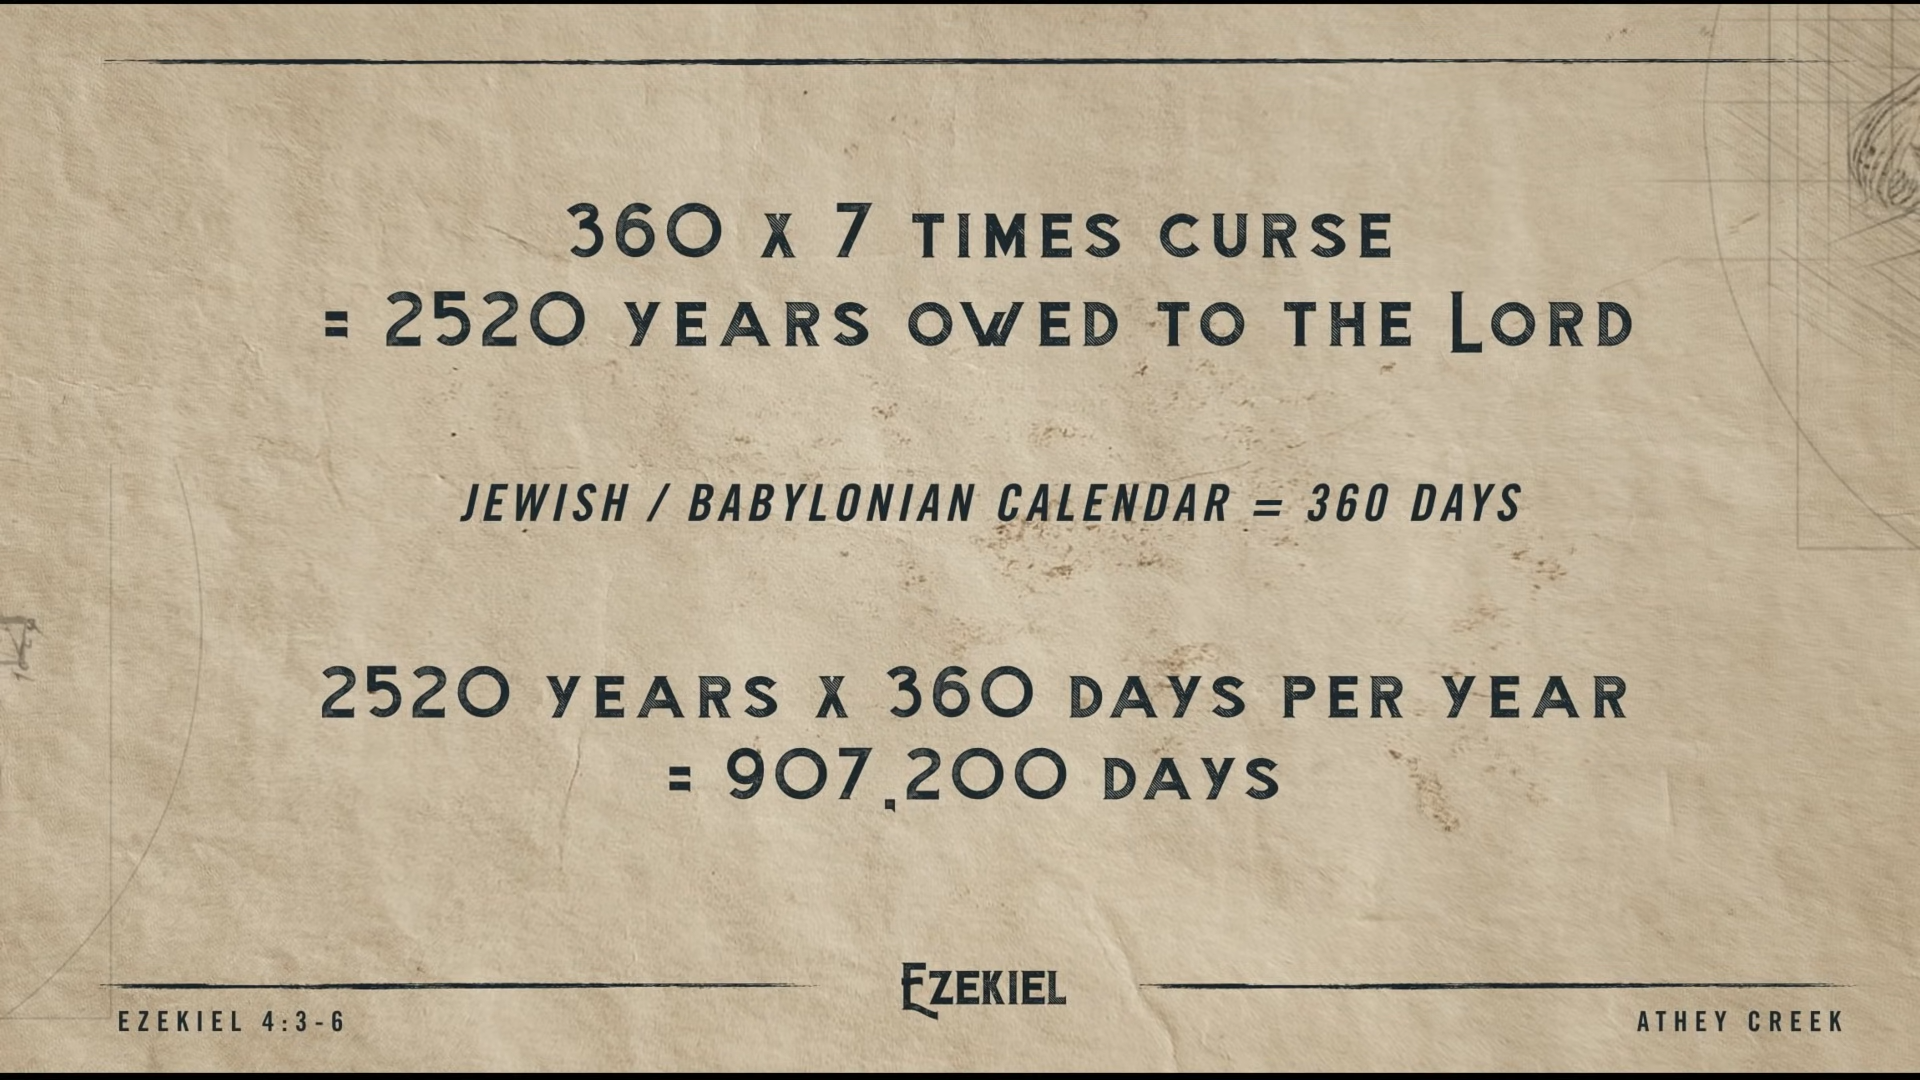 360 x 7 TIMES CURSE
= 2520 YEARS OWED TO THE LORD
JEWISH / BABYLONIAN CALENDAR = 360 DAYS
2520 YEARS X 360 DAYS PER YEAR
= 907,200 DAYS
EZEKIEL
EZEKIEL 4:3-6
ATHEY CREEK